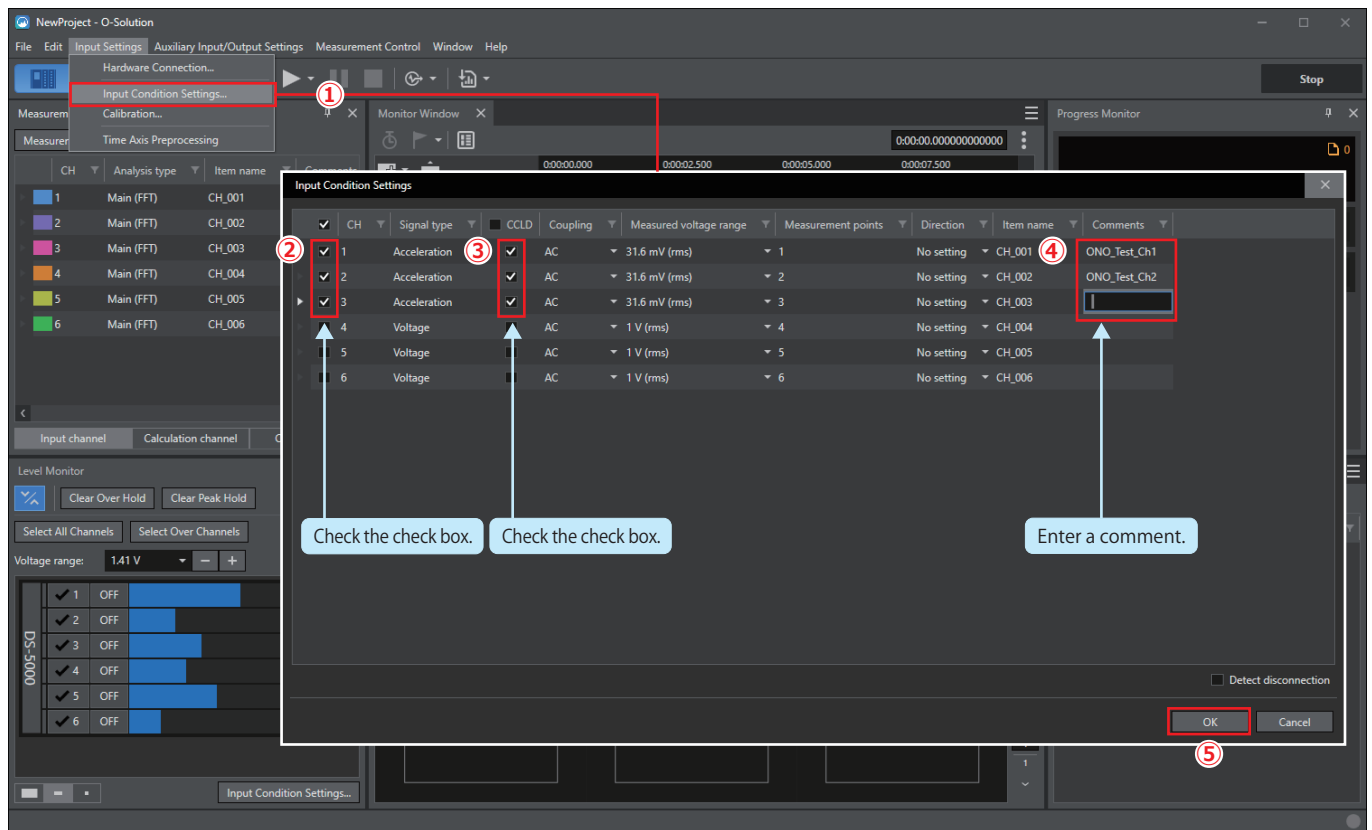 NewProject - O-Solution
File Edit Input Settings Auxiliary Input/Output Settings Measurement Control Window Help
Hardware Connection...
Input Condition Settings...
Calibration...
Time Axis Preprocessing
①
Stop
Monitor Window
Progress Monitor
0:00:00.000000000000
0
CH Analysis type Item name
0:00:00.000 0:00:02.500 0:00:05.000 0:00:07.500
1 Main (FFT) CH_001
2 Main (FFT) CH_002
3 Main (FFT) CH_003
4 Main (FFT) CH_004
5 Main (FFT) CH_005
6 Main (FFT) CH_006
Input channel Calculation channel
Input Condition Settings
CH Signal type CCLD Coupling Measured voltage range Measurement points Direction Item name Comments
② ③ ④
1 Acceleration AC 31.6 mV (rms) 1 No setting CH_001 ONO_Test_Ch1
2 Acceleration AC 31.6 mV (rms) 2 No setting CH_002 ONO_Test_Ch2
3 Acceleration AC 31.6 mV (rms) 3 No setting CH_003
4 Voltage AC 1 V (rms) 4 No setting CH_004
5 Voltage AC 1 V (rms) 5 No setting CH_005
6 Voltage AC 1 V (rms) 6 No setting CH_006
Check the check box.
Check the check box.
Enter a comment.
Detect disconnection
OK Cancel
⑤
Level Monitor
Clear Over Hold Clear Peak Hold
Select All Channels Select Over Channels
Voltage range: 1.41 V − +
DS-5000
1 OFF
2 OFF
3 OFF
4 OFF
5 OFF
6 OFF
Input Condition Settings...
1